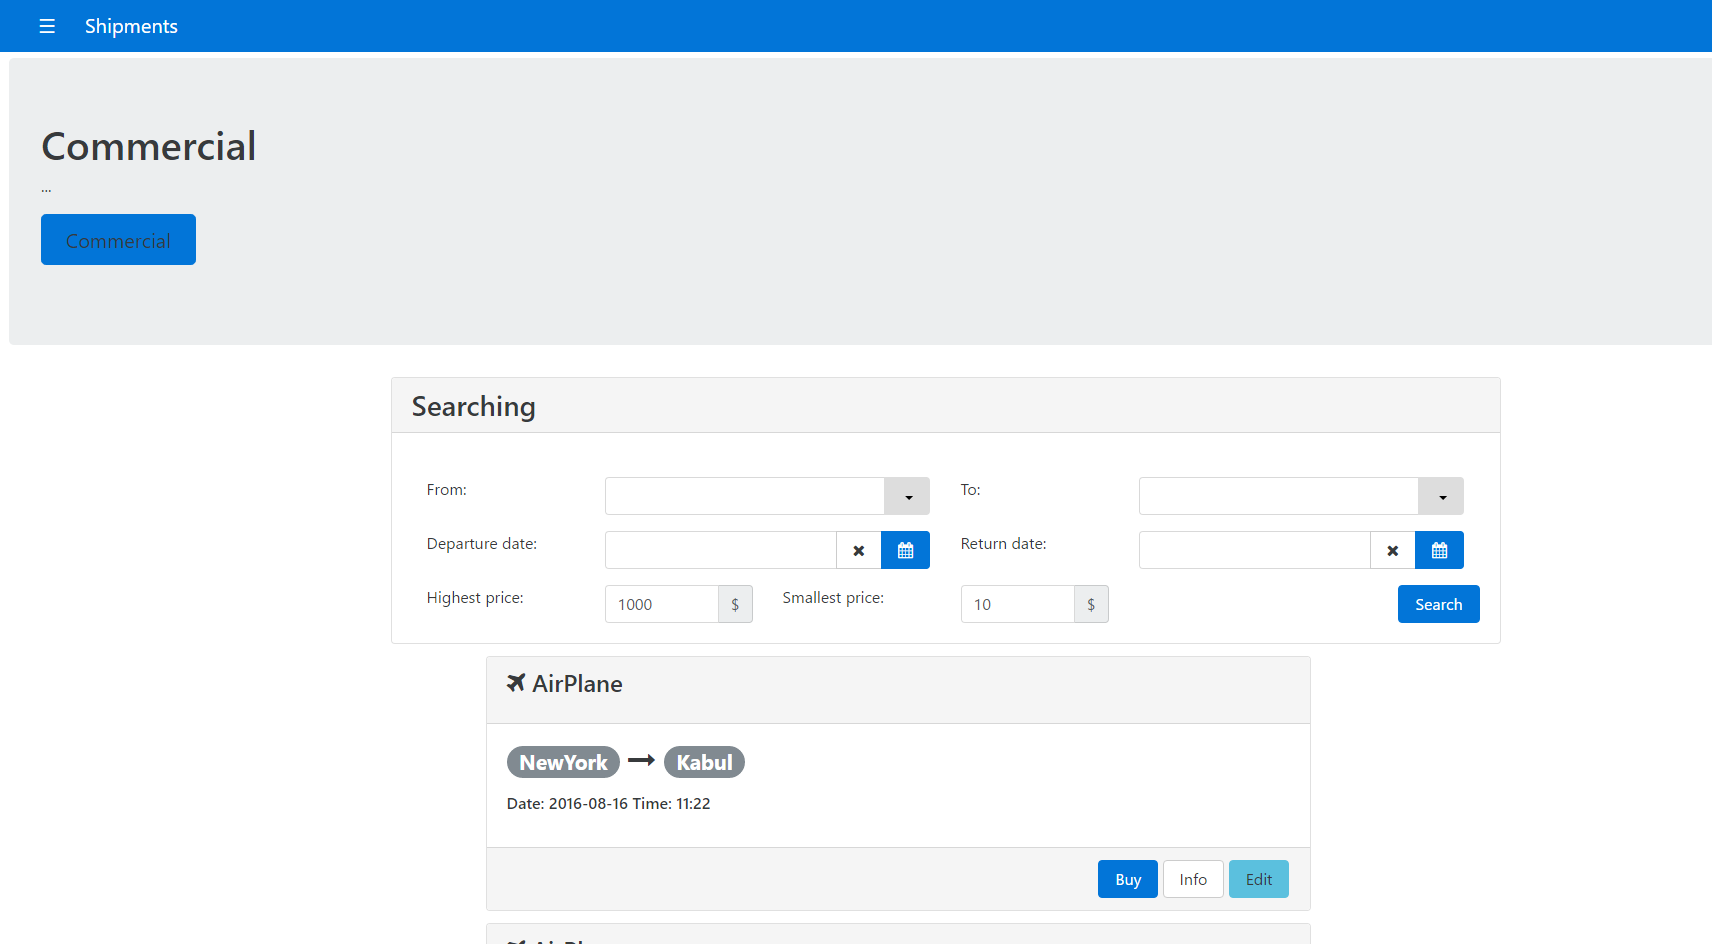 Shipments
Commercial
...
Commercial
Searching
From: To:
Departure date: Return date:
Highest price: 1000 $ Smallest price: 10 $ Search
AirPlane
NewYork Kabul
Date: 2016-08-16 Time: 11:22
Buy Info Edit